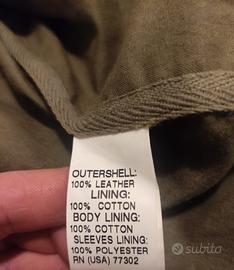 OUTERSHELL:
100% LEATHER
LINING:
100% COTTON
BODY LINING:
100% COTTON
SLEEVES LINING:
100% POLYESTER
RN (USA) 77302
subito